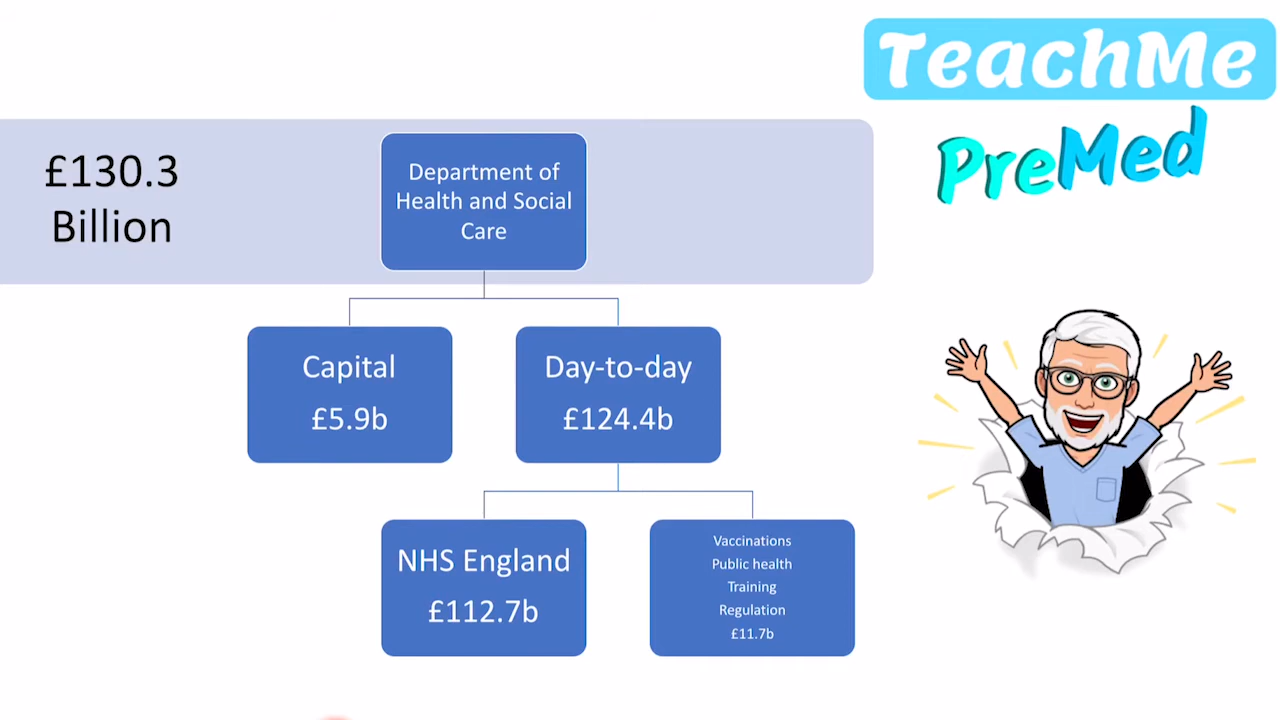 TeachMe
PreMed
£130.3
Billion
Department of
Health and Social
Care
Capital
£5.9b
Day-to-day
£124.4b
NHS England
£112.7b
Vaccinations
Public health
Training
Regulation
£11.7b